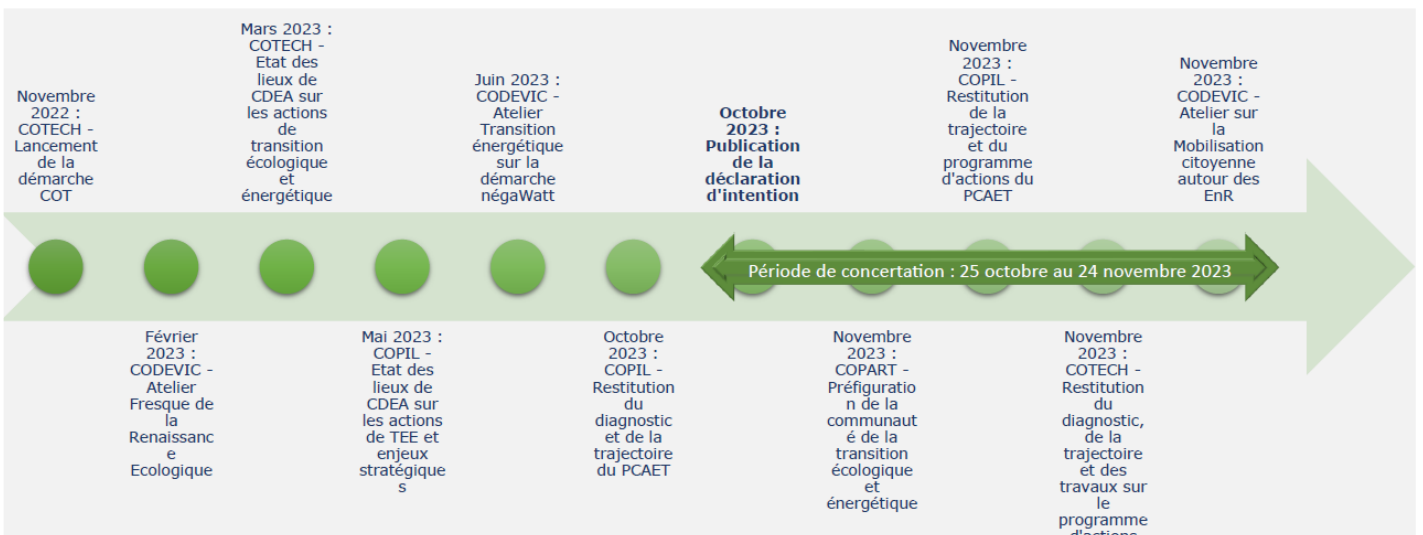 Novembre
2022 :
COTECH -
Lancement
de la
démarche
COT
Février
2023 :
CODEVIC -
Atelier
Fresque de
la
Renaissanc
e
Ecologique
Mars 2023 :
COTECH -
Etat des
lieux de
CDEA sur
les actions
de
transition
écologique
et
énergétique
Mai 2023 :
COPIL -
Etat des
lieux de
CDEA sur
les actions
de TEE et
enjeux
stratégique
s
Juin 2023 :
CODEVIC -
Atelier
Transition
énergétique
sur la
démarche
négaWatt
Octobre
2023 :
COPIL -
Restitution
du
diagnostic
et de la
trajectoire
du PCAET
Octobre
2023 :
Publication
de la
déclaration
d'intention
Période de concertation : 25 octobre au 24 novembre 2023
Novembre
2023 :
COPART -
Préfiguratio
n de la
communaut
é de la
transition
écologique
et
énergétique
Novembre
2023 :
COPIL -
Restitution
de la
trajectoire
et du
programme
d'actions du
PCAET
Novembre
2023 :
COTECH -
Restitution
du
diagnostic,
de la
trajectoire
et des
travaux sur
le
programme
d'actions
Novembre
2023 :
CODEVIC -
Atelier sur
la
Mobilisation
citoyenne
autour des
EnR